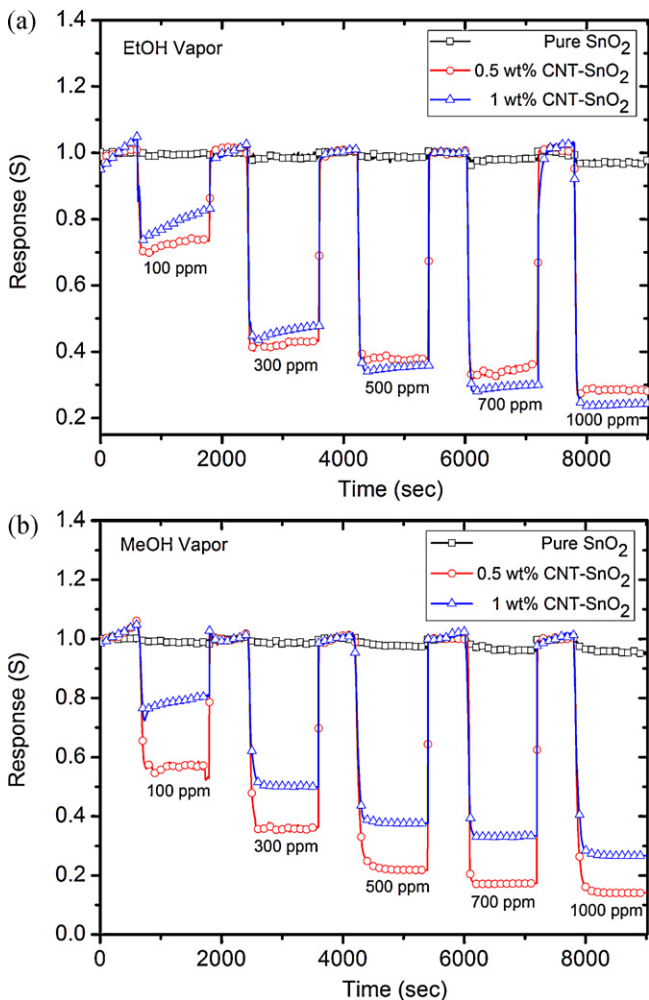 (a)
EtOH Vapor
Pure SnO₂
0.5 wt% CNT-SnO₂
1 wt% CNT-SnO₂
1.4
1.2
1.0
0.8
0.6
0.4
0.2
Response (S)
100 ppm
300 ppm
500 ppm
700 ppm
1000 ppm
0 2000 4000 6000 8000
Time (sec)
(b)
MeOH Vapor
Pure SnO₂
0.5 wt% CNT-SnO₂
1 wt% CNT-SnO₂
1.4
1.2
1.0
0.8
0.6
0.4
0.2
0.0
Response (S)
100 ppm
300 ppm
500 ppm
700 ppm
1000 ppm
0 2000 4000 6000 8000
Time (sec)